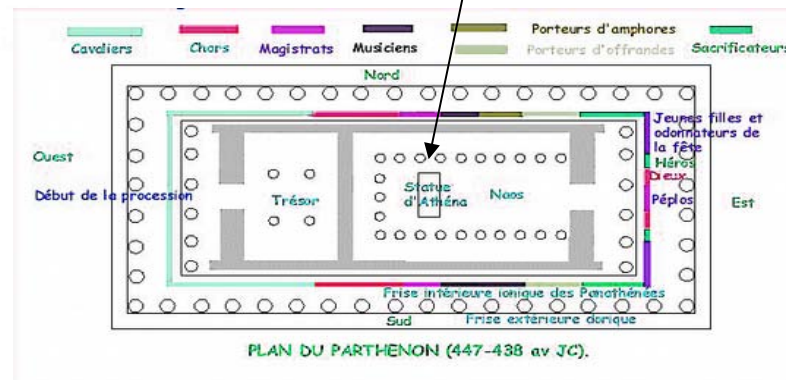 Porteurs d'amphores
Cavaliers Chars Magistrats Musiciens Porteurs d'offrandes Sacrificateurs
Nord
Jeunes filles et
odonnateurs de
la fête
Ouest
Héros
Dieux
Début de la procession
Trésor
Statue
d'Athéna
Naos
Péplos
Est
Frise intérieure ionique des Panathénées
Sud
Frise extérieure dorique
PLAN DU PARTHENON (447-438 av JC).